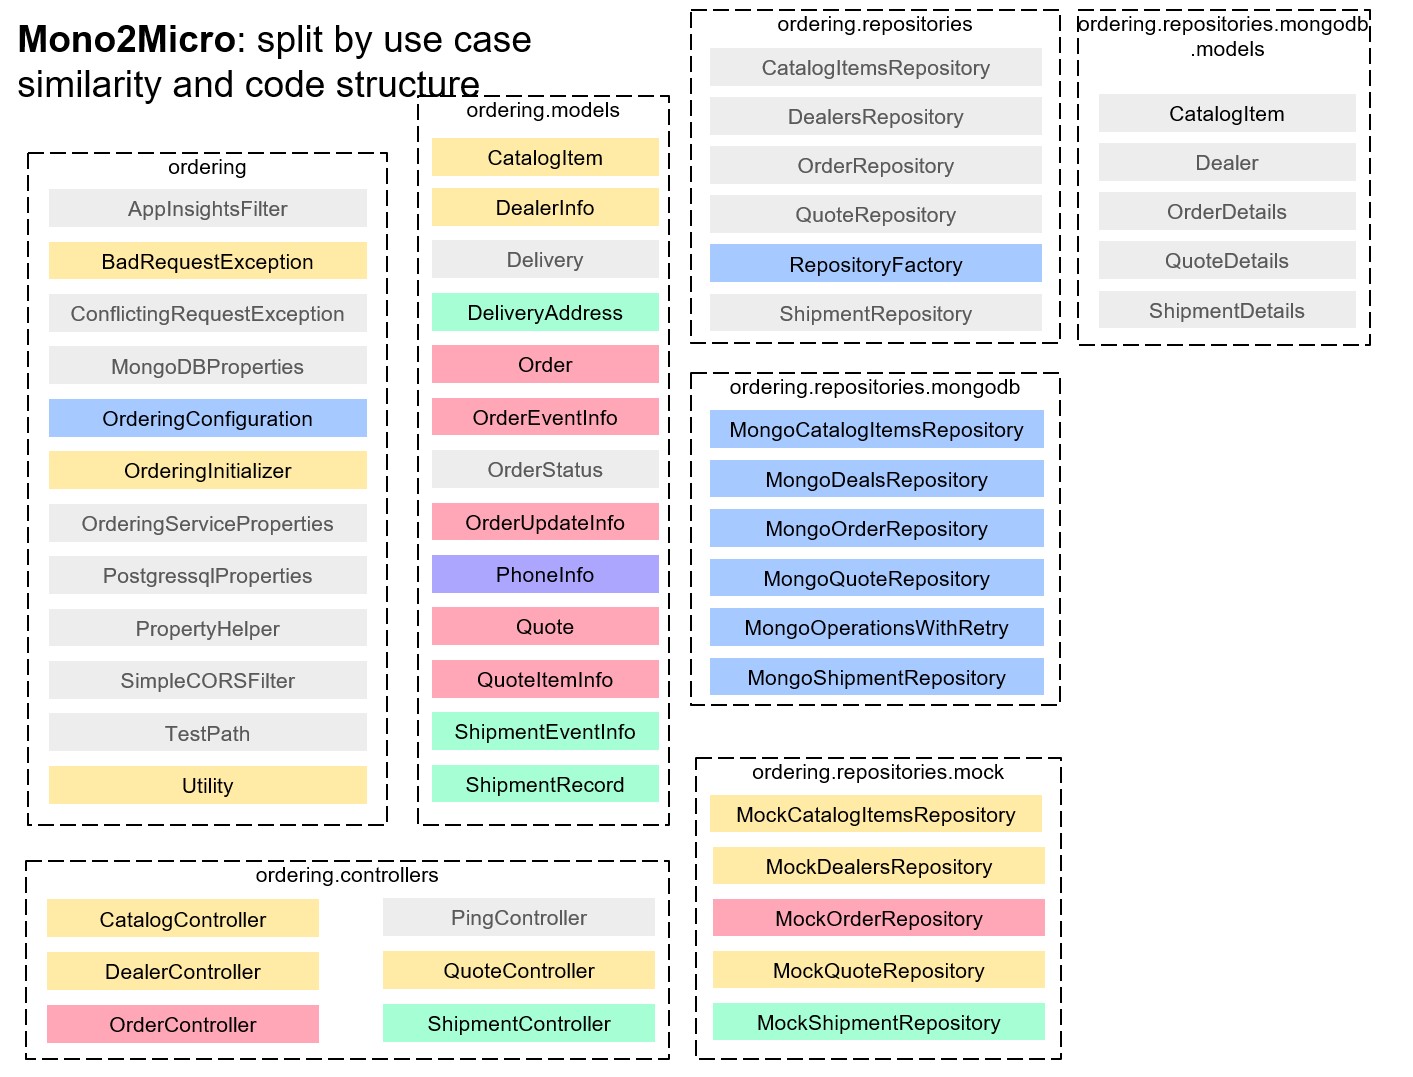 Mono2Micro: split by use case
similarity and code structure
ordering
AppInsightsFilter
BadRequestException
ConflictingRequestException
MongoDBProperties
OrderingConfiguration
OrderingInitializer
OrderingServiceProperties
PostgressqlProperties
PropertyHelper
SimpleCORSFilter
TestPath
Utility
ordering.models
CatalogItem
DealerInfo
Delivery
DeliveryAddress
Order
OrderEventInfo
OrderStatus
OrderUpdateInfo
PhoneInfo
Quote
QuoteItemInfo
ShipmentEventInfo
ShipmentRecord
ordering.repositories
CatalogItemsRepository
DealersRepository
OrderRepository
QuoteRepository
RepositoryFactory
ShipmentRepository
ordering.repositories.mongodb
.models
CatalogItem
Dealer
OrderDetails
QuoteDetails
ShipmentDetails
ordering.repositories.mongodb
MongoCatalogItemsRepository
MongoDealsRepository
MongoOrderRepository
MongoQuoteRepository
MongoOperationsWithRetry
MongoShipmentRepository
ordering.controllers
CatalogController
DealerController
OrderController
PingController
QuoteController
ShipmentController
ordering.repositories.mock
MockCatalogItemsRepository
MockDealersRepository
MockOrderRepository
MockQuoteRepository
MockShipmentRepository